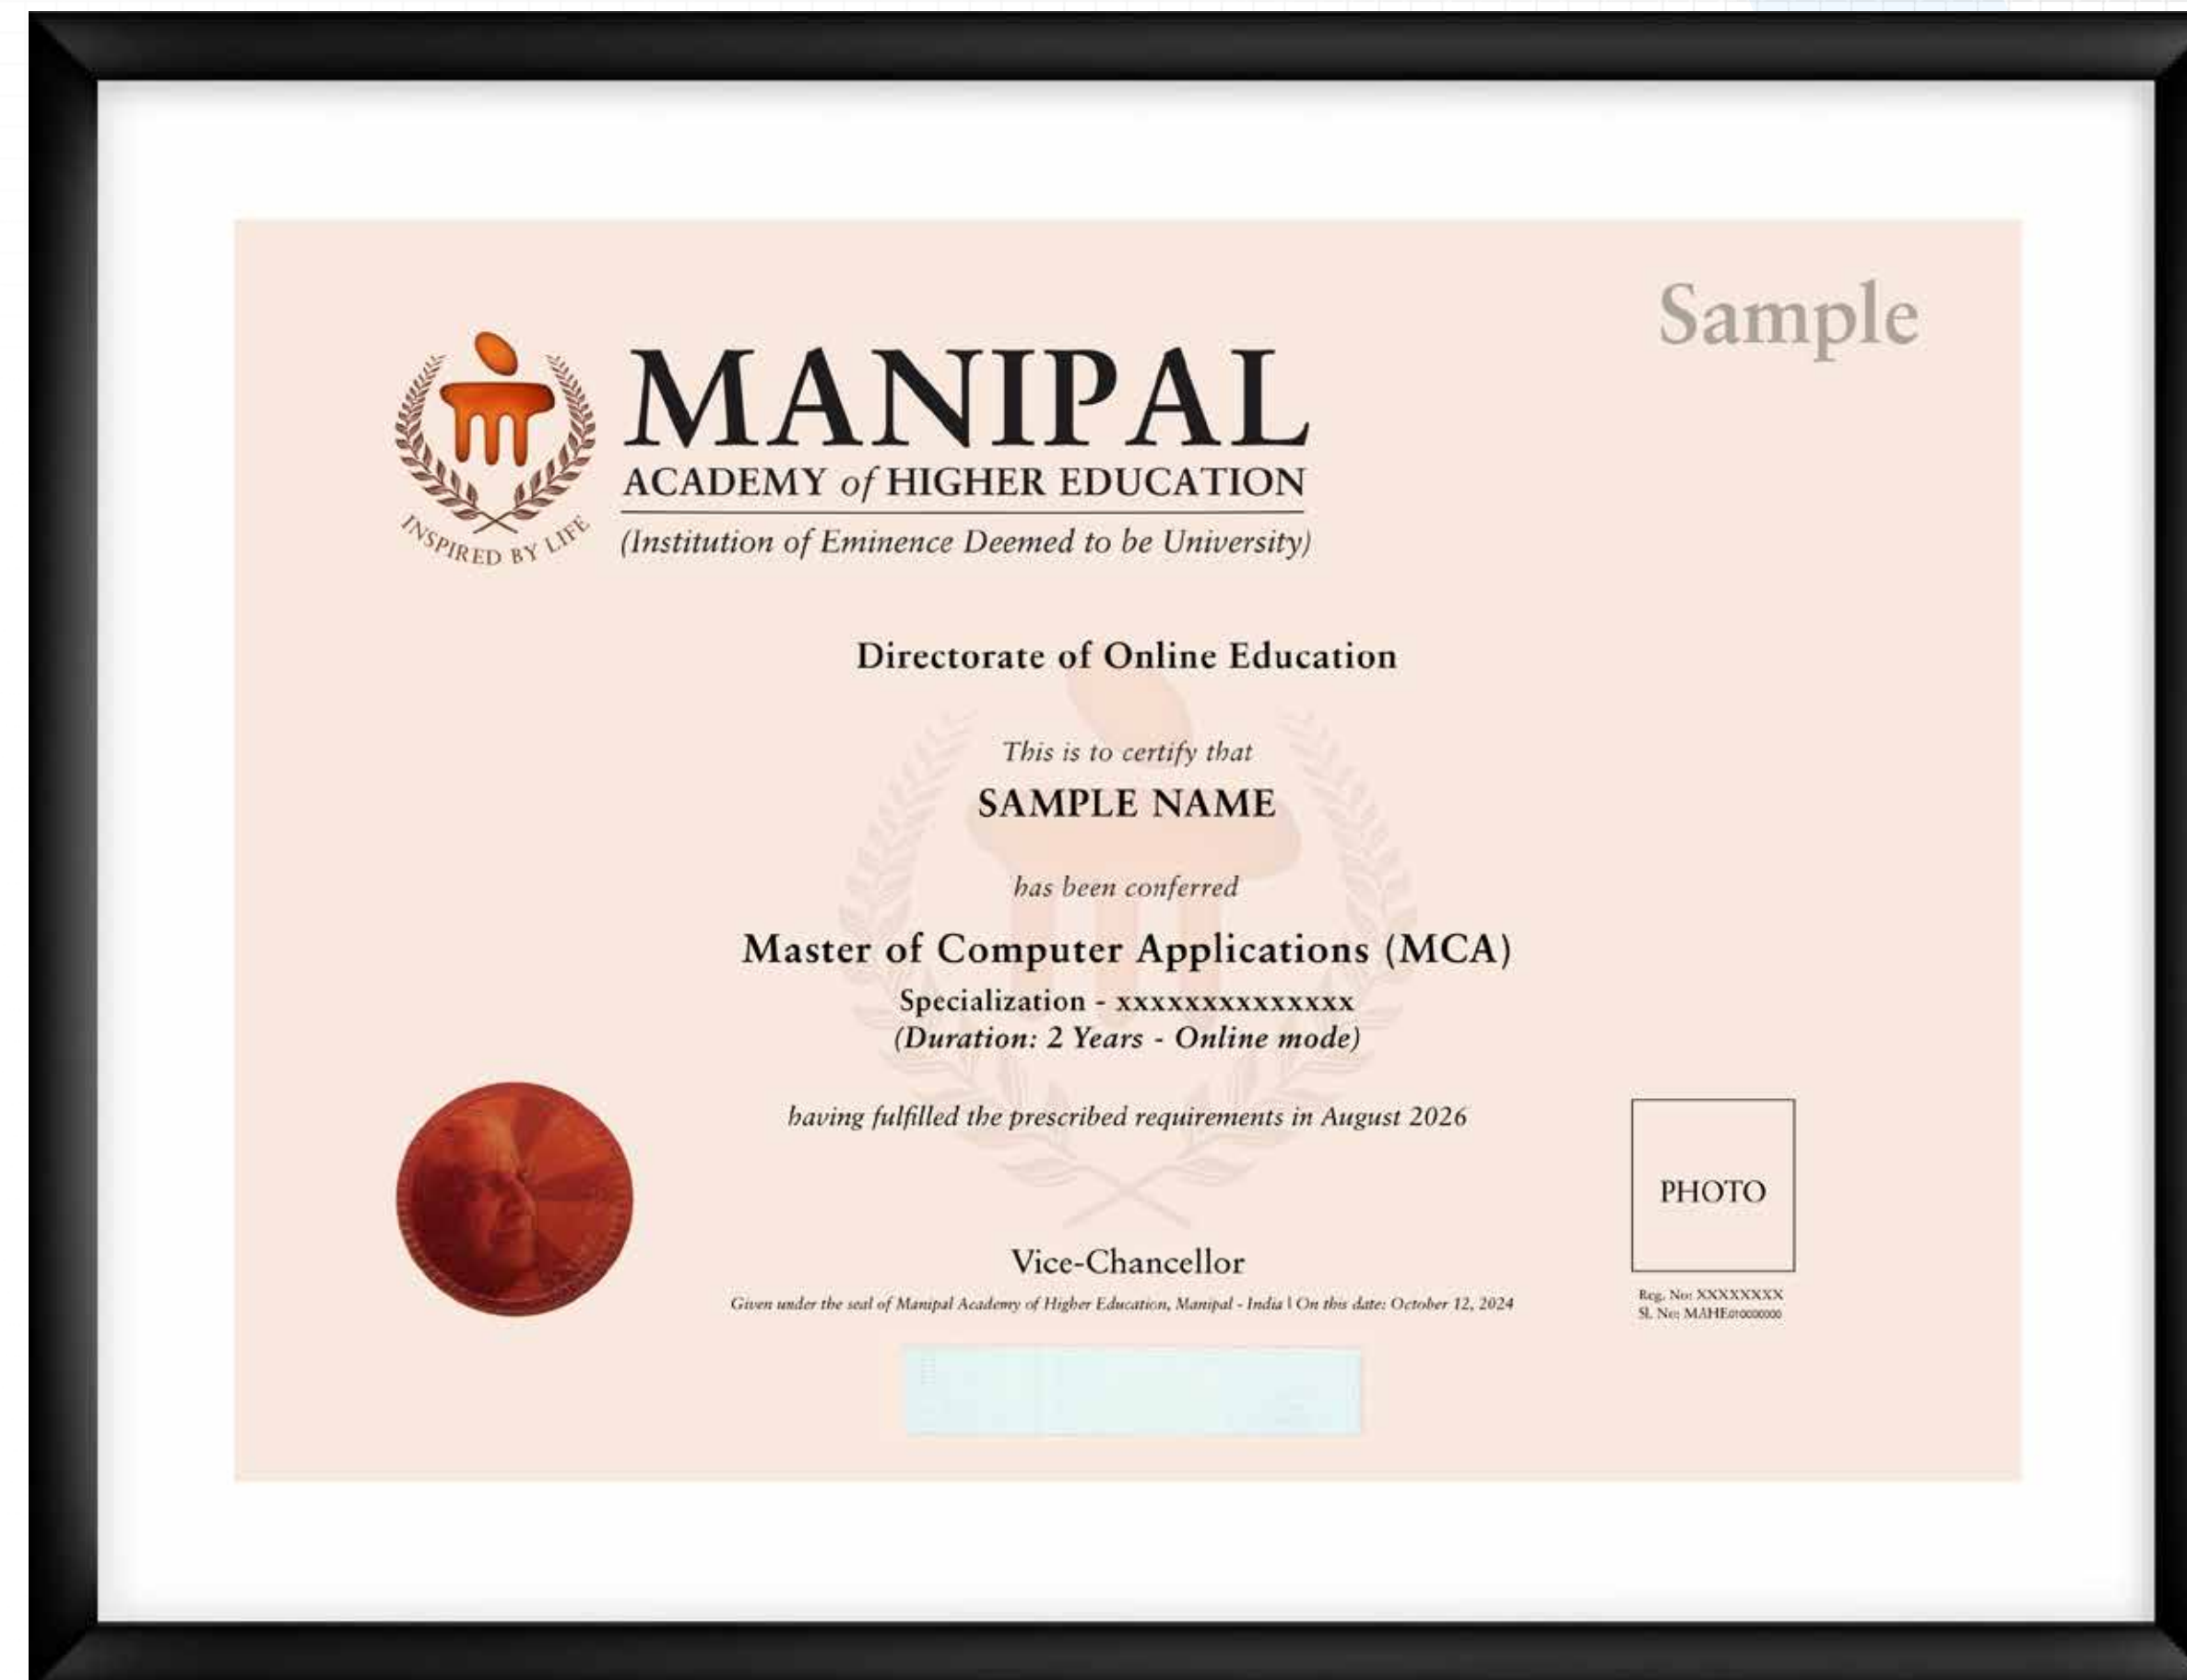 Sample
MANIPAL
ACADEMY of HIGHER EDUCATION
(Institution of Eminence Deemed to be University)
INSPIRED BY LIFE
Directorate of Online Education
This is to certify that
SAMPLE NAME
has been conferred
Master of Computer Applications (MCA)
Specialization - xxxxxxxxxxxxxx
(Duration: 2 Years - Online mode)
having fulfilled the prescribed requirements in August 2026
PHOTO
Vice-Chancellor
Given under the seal of Manipal Academy of Higher Education, Manipal - India | On this date: October 12, 2024
Reg. No: XXXXXXXX
Sl. No: MAHE010000000